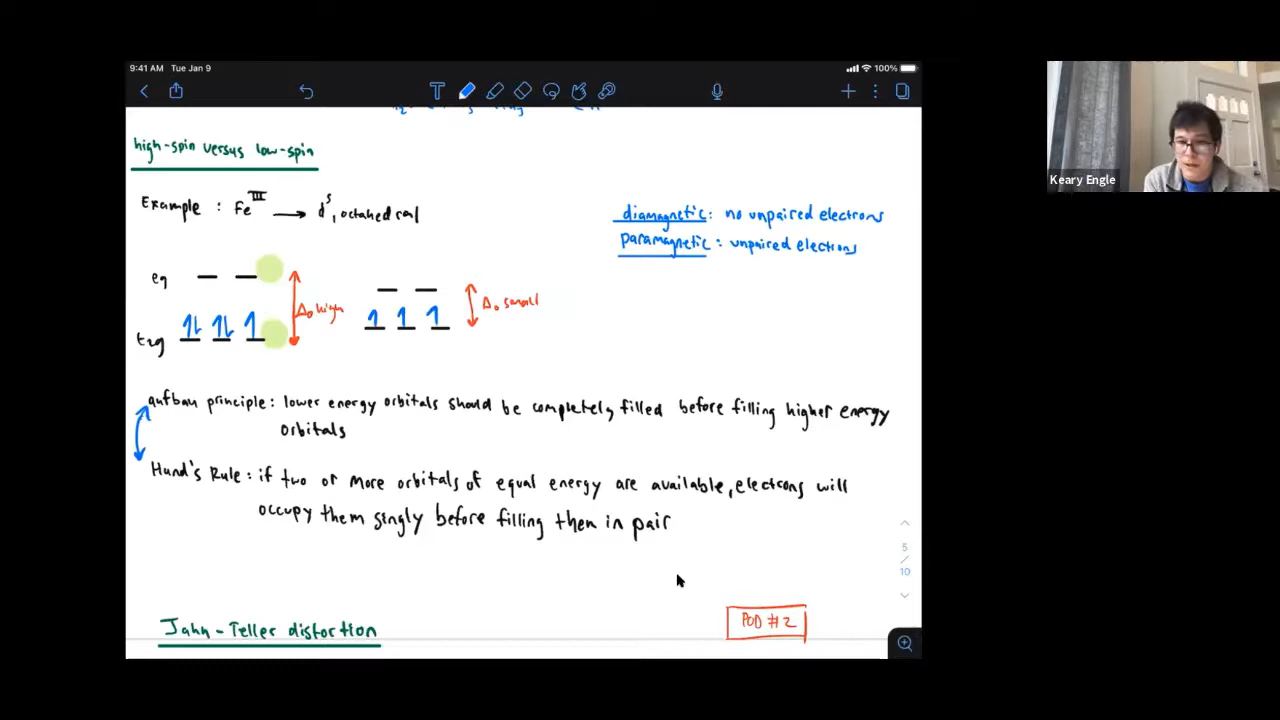 9:41 AM Tue Jan 9
100%
high-spin versus low-spin
Example : Fe III → d5, octahedral
diamagnetic : no unpaired electrons
paramagnetic : unpaired electrons
eg
Δo high
Δo small
t2g
aufbau principle : lower energy orbitals should be completely filled before filling higher energy
orbitals
Hund's Rule : if two or more orbitals of equal energy are available, electrons will
occupy them singly before filling them in pair
5
/
10
Jahn-Teller distortion
POD #2
Keary Engle